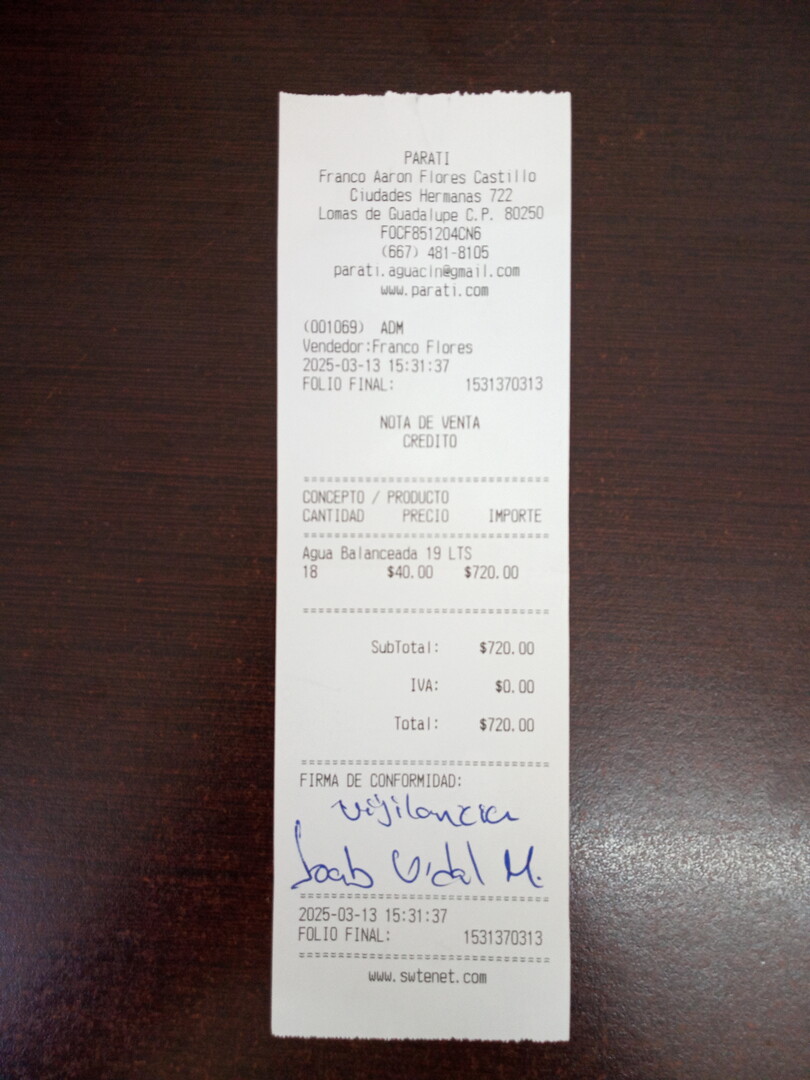 PARATI
Franco Aaron Flores Castillo
Ciudades Hermanas 722
Lomas de Guadalupe C.P. 80250
FOCF851204CN6
(667) 481-8105
parati.aguacln@gmail.com
www.parati.com
(001069) ADM
Vendedor:Franco Flores
2025-03-13 15:31:37
FOLIO FINAL: 1531370313
NOTA DE VENTA
CREDITO
==============================
CONCEPTO / PRODUCTO
CANTIDAD PRECIO IMPORTE
==============================
Agua Balanceada 19 LTS
18 $40.00 $720.00
==============================
SubTotal: $720.00
IVA: $0.00
Total: $720.00
==============================
FIRMA DE CONFORMIDAD:
vigilancia
Joab Vidal M.
==============================
2025-03-13 15:31:37
FOLIO FINAL: 1531370313
==============================
www.swtenet.com